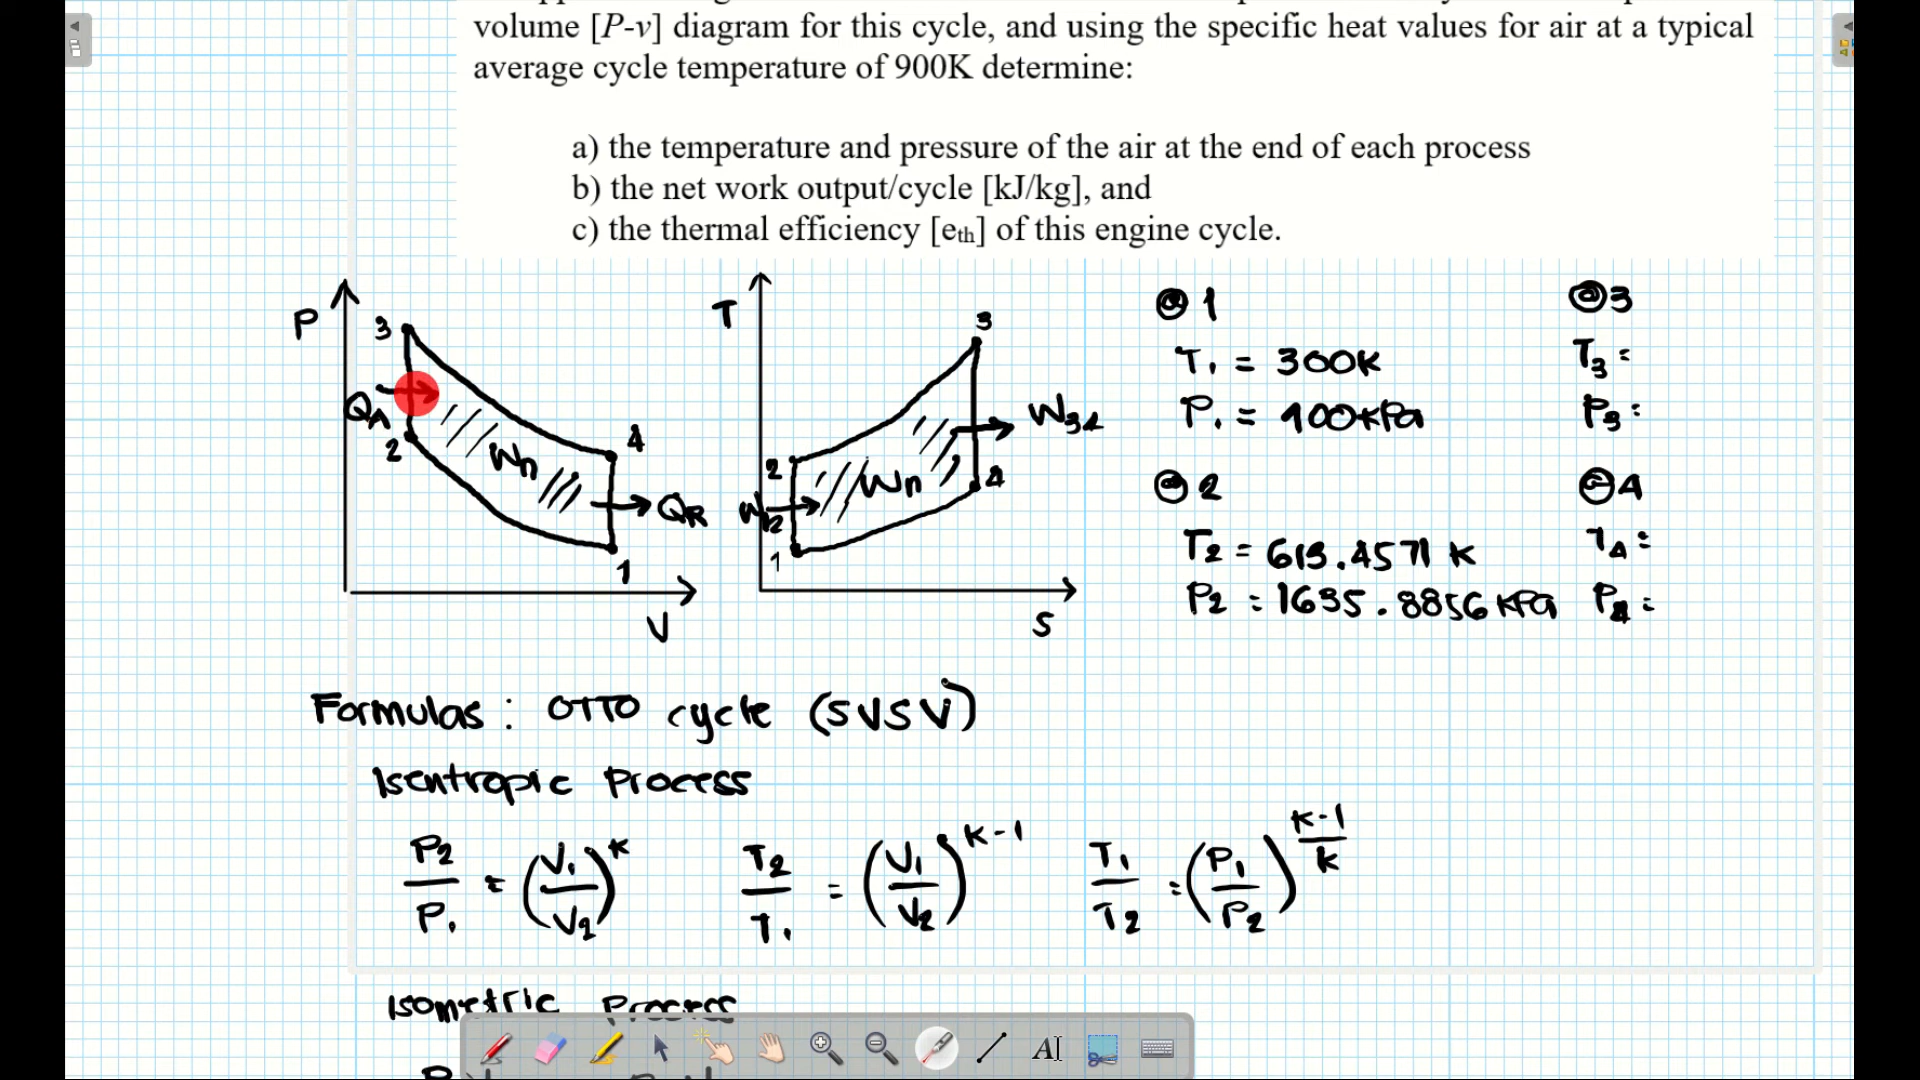 volume [P-v] diagram for this cycle, and using the specific heat values for air at a typical
average cycle temperature of 900K determine:
a) the temperature and pressure of the air at the end of each process
b) the net work output/cycle [kJ/kg], and
c) the thermal efficiency [eth] of this engine cycle.
P
3
QA
2
Wn
4
QR
1
V
T
3
W34
2
Wn
4
W12
1
S
@ 1
T1 = 300K
P1 = 100kPa
@ 2
T2 = 613.4571 K
P2 = 1635.8856 kPa
@3
T3 =
P3 =
@4
T4 =
P4 =
Formulas: OTTO cycle (SVSV)
Isentropic Process
P2/P1 = (V1/V2)^k
T2/T1 = (V1/V2)^k-1
T1/T2 = (P1/P2)^k-1/k
Isometric Process